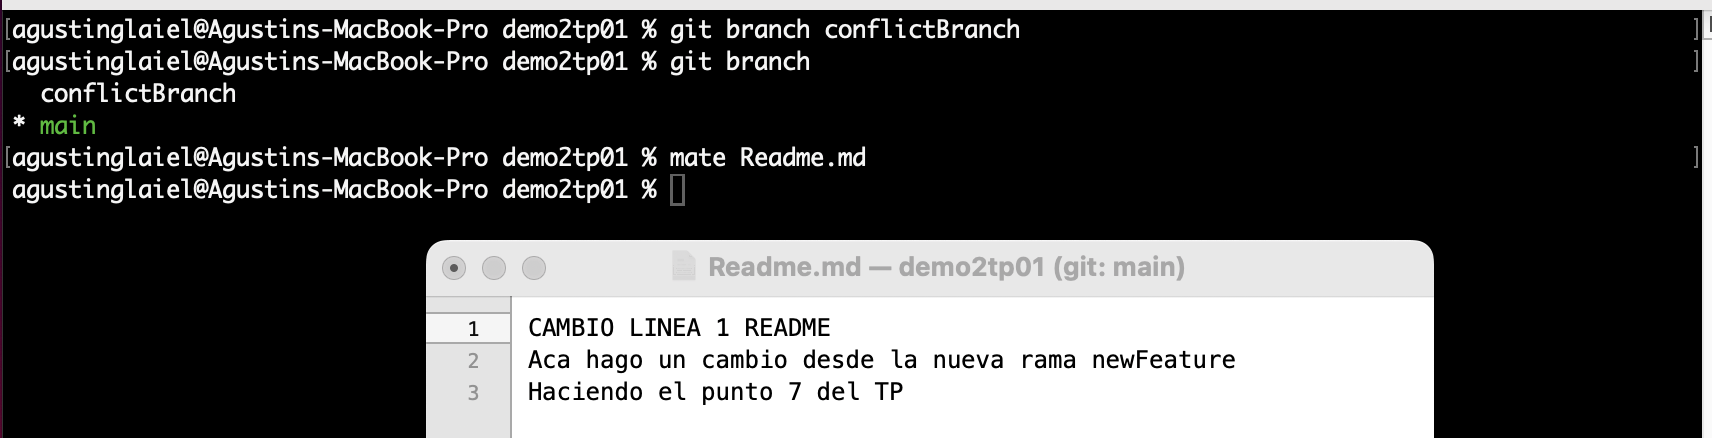 [agustinglaiel@Agustins-MacBook-Pro demo2tp01 % git branch conflictBranch ]
[agustinglaiel@Agustins-MacBook-Pro demo2tp01 % git branch ]
conflictBranch
* main
[agustinglaiel@Agustins-MacBook-Pro demo2tp01 % mate Readme.md ]
agustinglaiel@Agustins-MacBook-Pro demo2tp01 %
Readme.md — demo2tp01 (git: main)
1 CAMBIO LINEA 1 README
2 Aca hago un cambio desde la nueva rama newFeature
3 Haciendo el punto 7 del TP